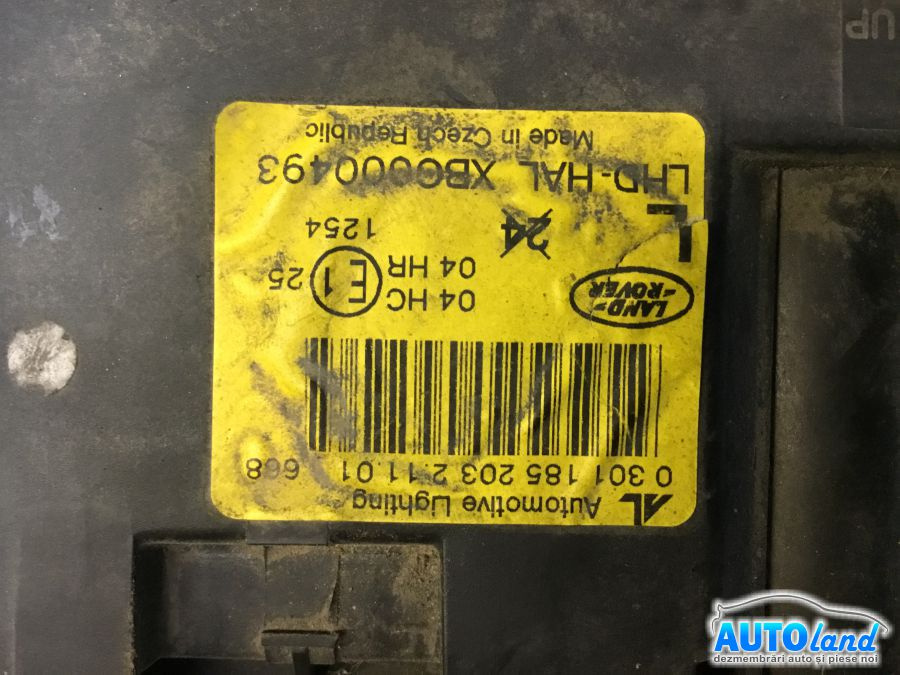 AL Automotive Lighting
0 301 185 203 2.11.01 668
LAND-
-ROVER
04 HC
04 HR
E1
25
1254
24
L
LHD-HAL XBC000493
Made in Czech Republic
UP
AUTOland
dezmembrări auto și piese noi